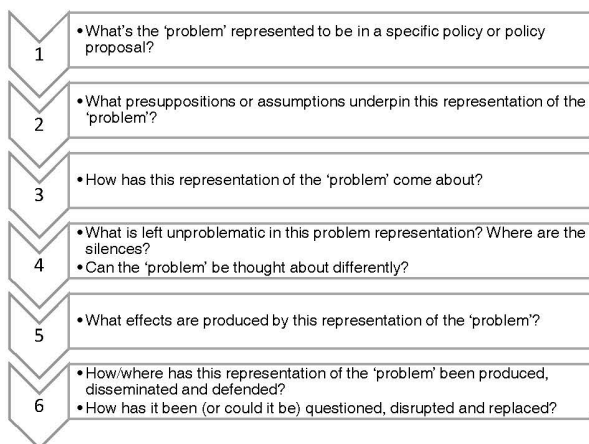 1
•What's the ‘problem’ represented to be in a specific policy or policy
proposal?
2
•What presuppositions or assumptions underpin this representation of the
‘problem’?
3
•How has this representation of the ‘problem’ come about?
4
•What is left unproblematic in this problem representation? Where are the
silences?
•Can the ‘problem’ be thought about differently?
5
•What effects are produced by this representation of the ‘problem’?
6
•How/where has this representation of the ‘problem’ been produced,
disseminated and defended?
•How has it been (or could it be) questioned, disrupted and replaced?